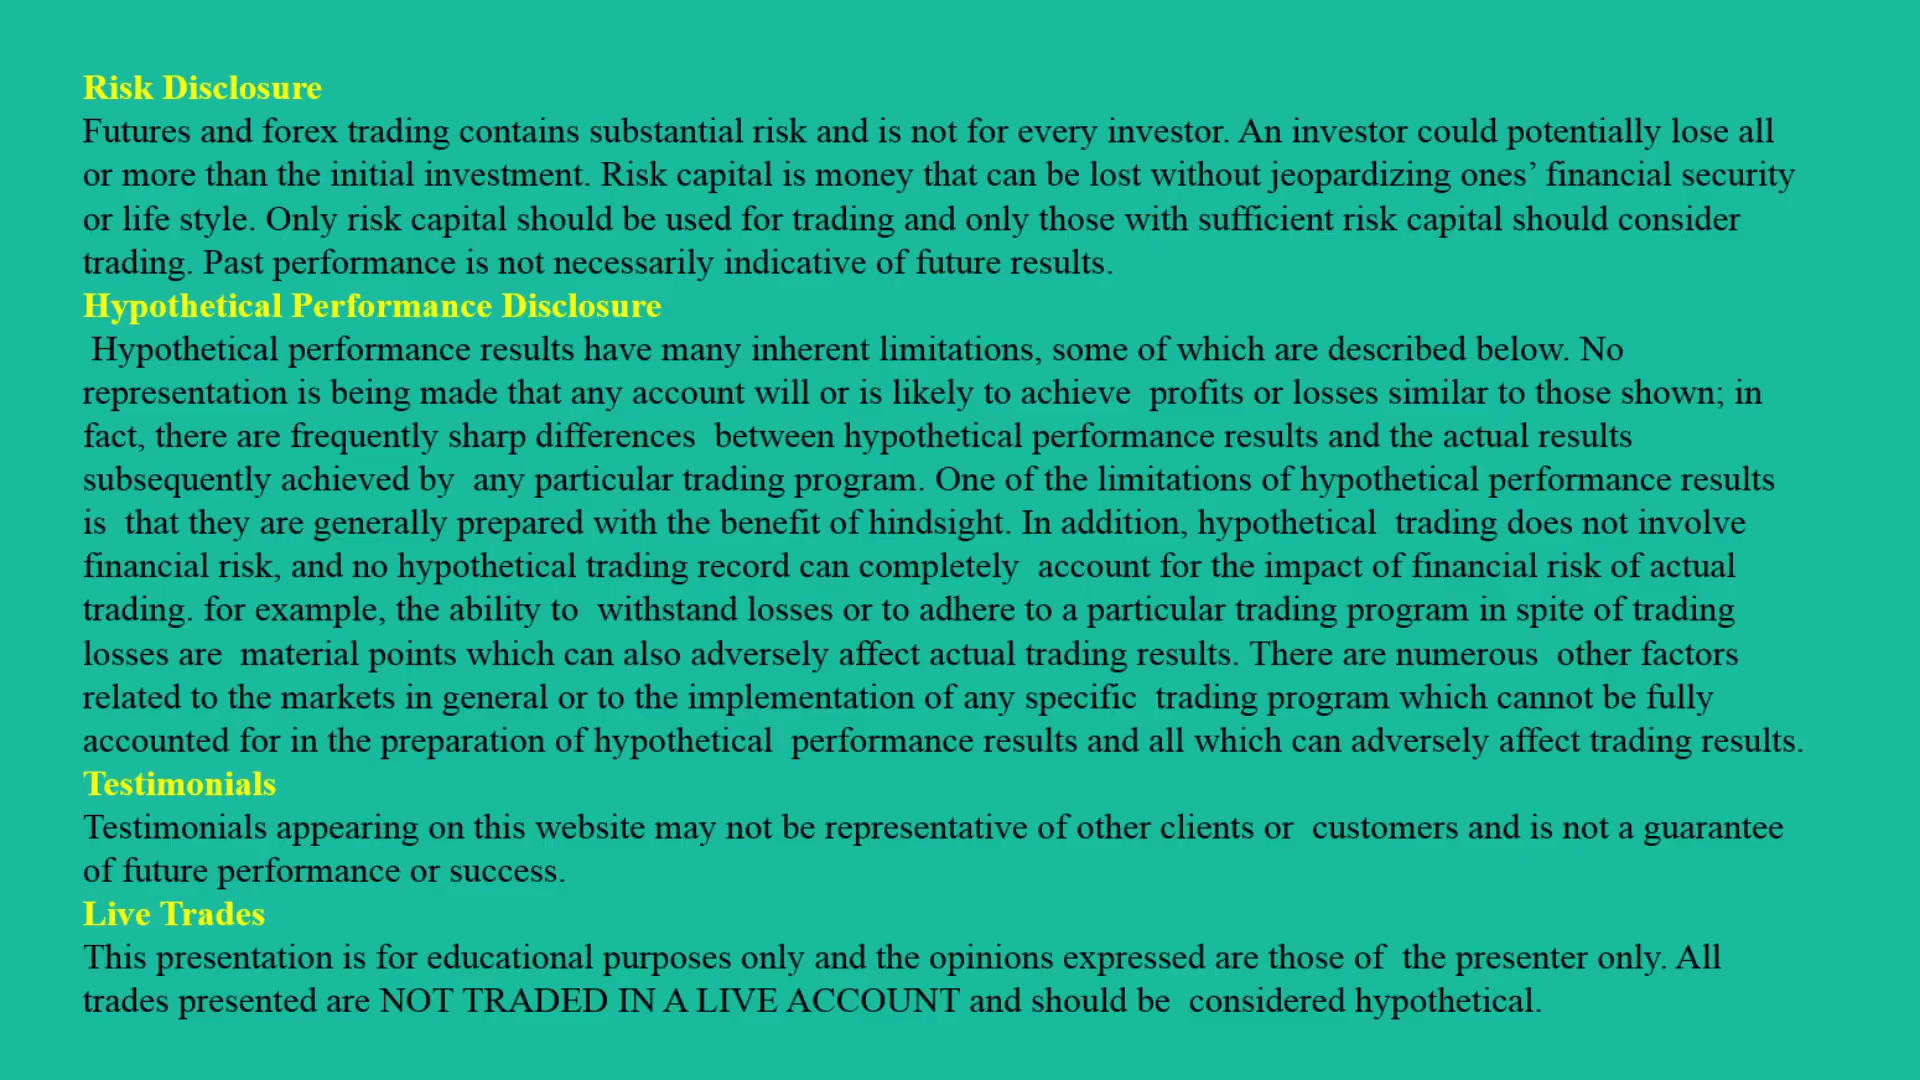 Risk Disclosure
Futures and forex trading contains substantial risk and is not for every investor. An investor could potentially lose all
or more than the initial investment. Risk capital is money that can be lost without jeopardizing ones’ financial security
or life style. Only risk capital should be used for trading and only those with sufficient risk capital should consider
trading. Past performance is not necessarily indicative of future results.
Hypothetical Performance Disclosure
Hypothetical performance results have many inherent limitations, some of which are described below. No
representation is being made that any account will or is likely to achieve  profits or losses similar to those shown; in
fact, there are frequently sharp differences  between hypothetical performance results and the actual results
subsequently achieved by  any particular trading program. One of the limitations of hypothetical performance results
is  that they are generally prepared with the benefit of hindsight. In addition, hypothetical  trading does not involve
financial risk, and no hypothetical trading record can completely  account for the impact of financial risk of actual
trading. for example, the ability to  withstand losses or to adhere to a particular trading program in spite of trading
losses are  material points which can also adversely affect actual trading results. There are numerous  other factors
related to the markets in general or to the implementation of any specific  trading program which cannot be fully
accounted for in the preparation of hypothetical  performance results and all which can adversely affect trading results.
Testimonials
Testimonials appearing on this website may not be representative of other clients or  customers and is not a guarantee
of future performance or success.
Live Trades
This presentation is for educational purposes only and the opinions expressed are those of  the presenter only. All
trades presented are NOT TRADED IN A LIVE ACCOUNT and should be  considered hypothetical.